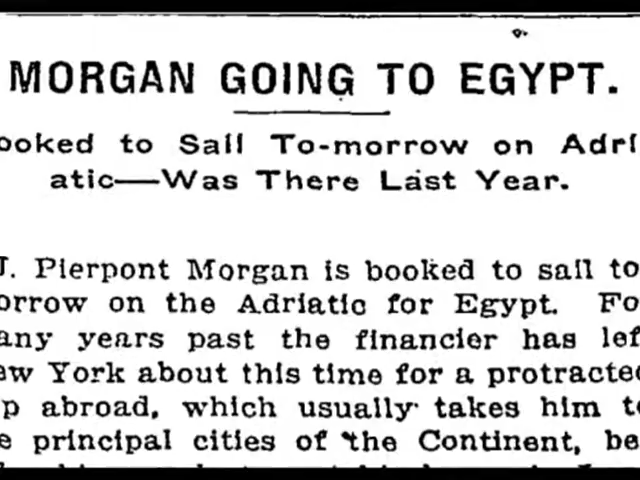 MORGAN GOING TO EGYPT.
ooked to Sail To-morrow on Adri
atic—Was There Last Year.
J. Pierpont Morgan is booked to sail to
orrow on the Adriatic for Egypt. Fo
any years past the financier has lef
ew York about this time for a protracted
p abroad, which usually takes him t
e principal cities of the Continent, be